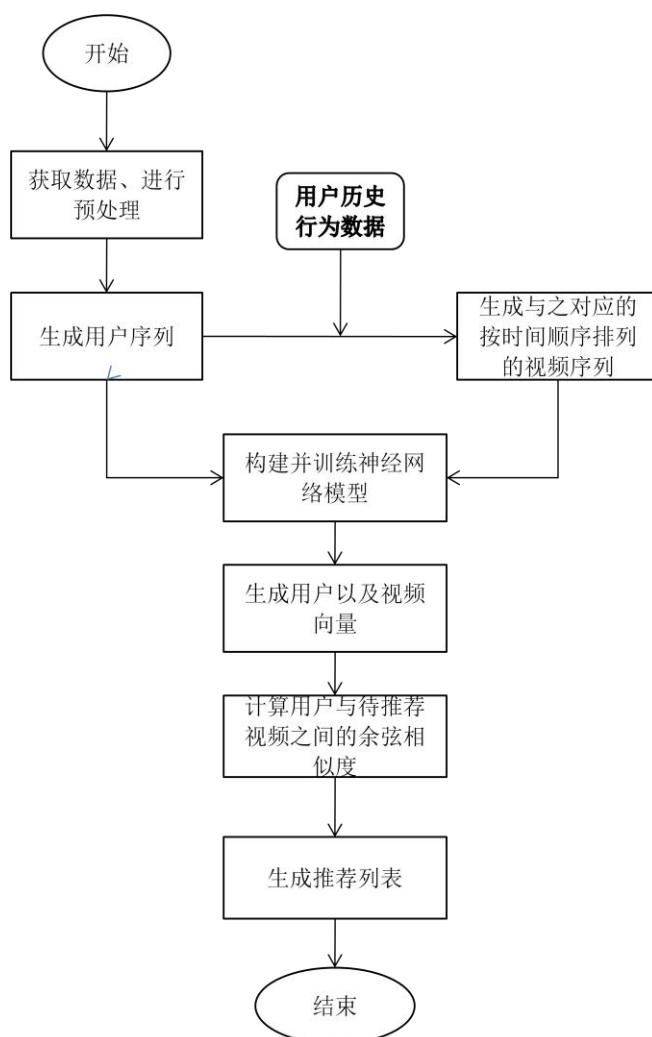 开始
获取数据、进行
预处理
用户历史
行为数据
生成用户序列
生成与之对应的
按时间顺序排列
的视频序列
构建并训练神经网
络模型
生成用户以及视频
向量
计算用户与待推荐
视频之间的余弦相
似度
生成推荐列表
结束